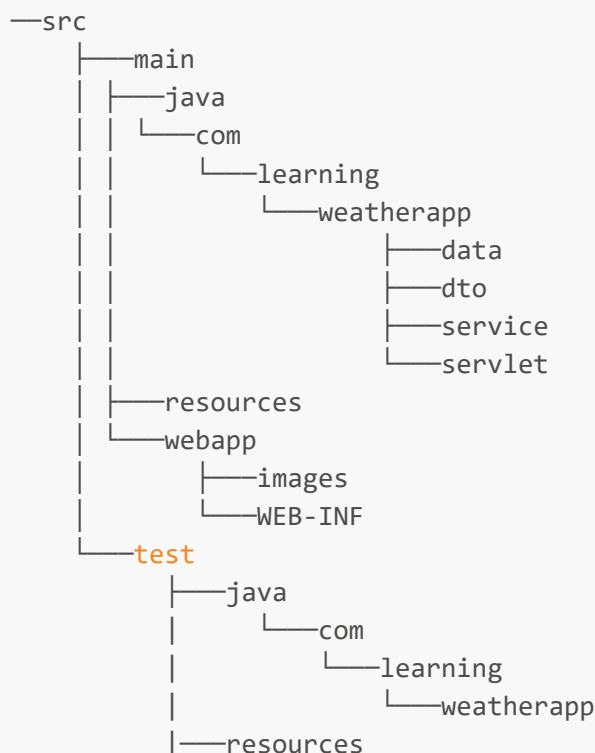 ──src
    ├───main
    │ ├───java
    │ │ └───com
    │ │     └───learning
    │ │         └───weatherapp
    │ │                 ├───data
    │ │                 ├───dto
    │ │                 ├───service
    │ │                 └───servlet
    │ ├───resources
    │ └───webapp
    │       ├───images
    │       └───WEB-INF
    └───test
          ├───java
          │     └───com
          │         └───learning
          │             └───weatherapp
          |───resources